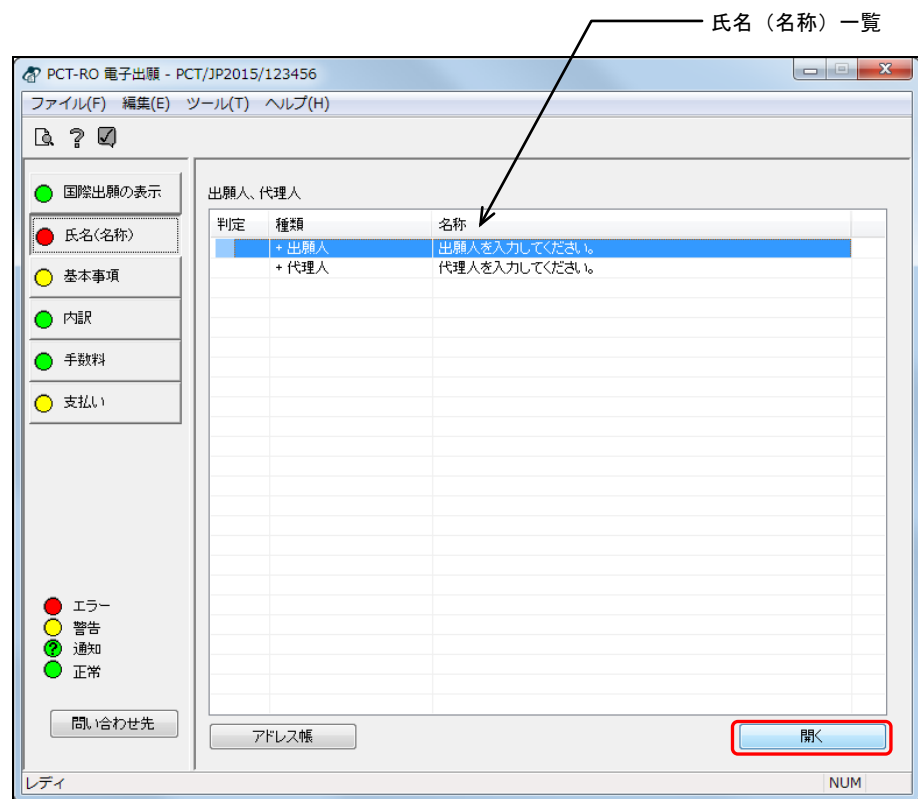 氏名（名称）一覧
PCT-RO 電子出願 - PCT/JP2015/123456
ファイル(F) 編集(E) ツール(T) ヘルプ(H)
国際出願の表示
氏名(名称)
基本事項
内訳
手数料
支払い
出願人、代理人
判定 種類 名称
+ 出願人 出願人を入力してください。
+ 代理人 代理人を入力してください。
エラー
警告
? 通知
正常
問い合わせ先
アドレス帳
開く
レディ
NUM